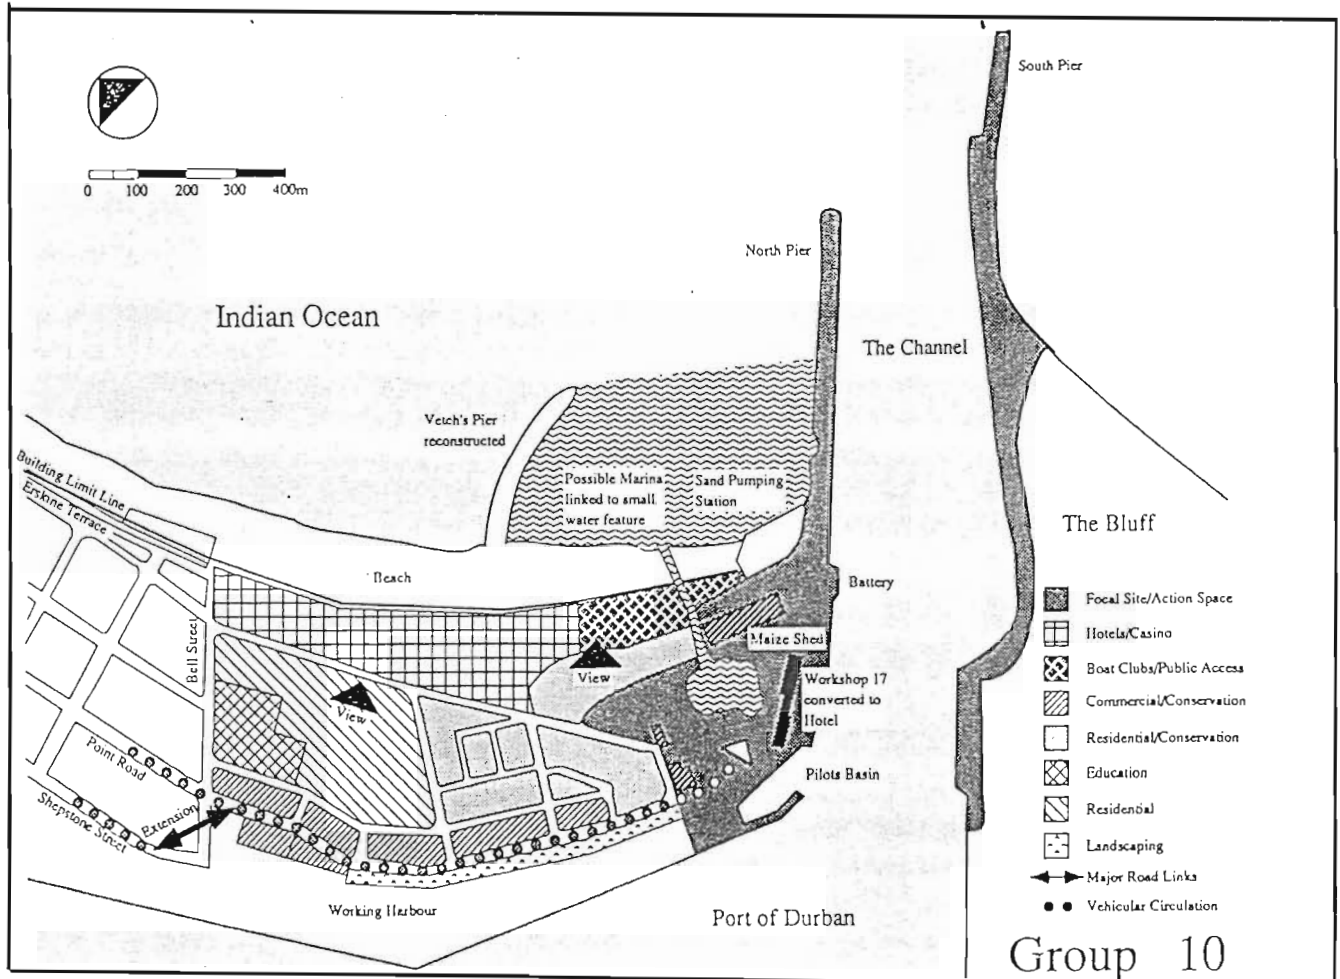 South Pier
0 100 200 300 400m
North Pier
Indian Ocean
The Channel
Vetch's Pier
reconstructed
Building Limit Line
Erskine Terrace
Possible Marina
linked to small
water feature
Sand Pumping
Station
The Bluff
Beach
Battery
Bell Street
Maize Shed
View
View
Workshop 17
converted to
Hotel
Point Road
Pilots Basin
Shepstone Street
Extension
Working Harbour
Port of Durban
Focal Site/Action Space
Hotels/Casino
Boat Clubs/Public Access
Commercial/Conservation
Residential/Conservation
Education
Residential
Landscaping
Major Road Links
Vehicular Circulation
Group 10